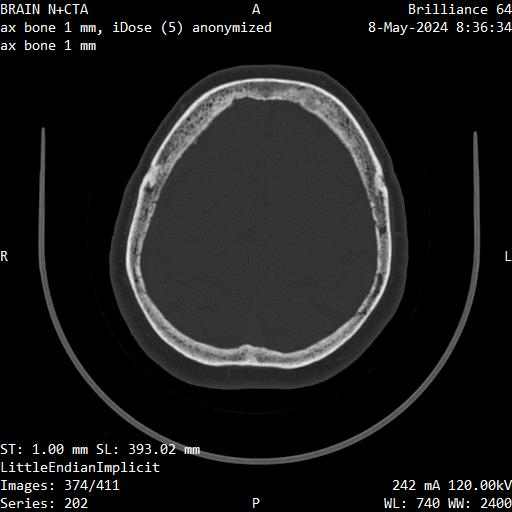 BRAIN N+CTA
A
Brilliance 64
ax bone 1 mm, iDose (5) anonymized
8-May-2024 8:36:34
ax bone 1 mm
R
L
ST: 1.00 mm SL: 393.02 mm
LittleEndianImplicit
Images: 374/411
242 mA 120.00kV
Series: 202
P
WL: 740 WW: 2400